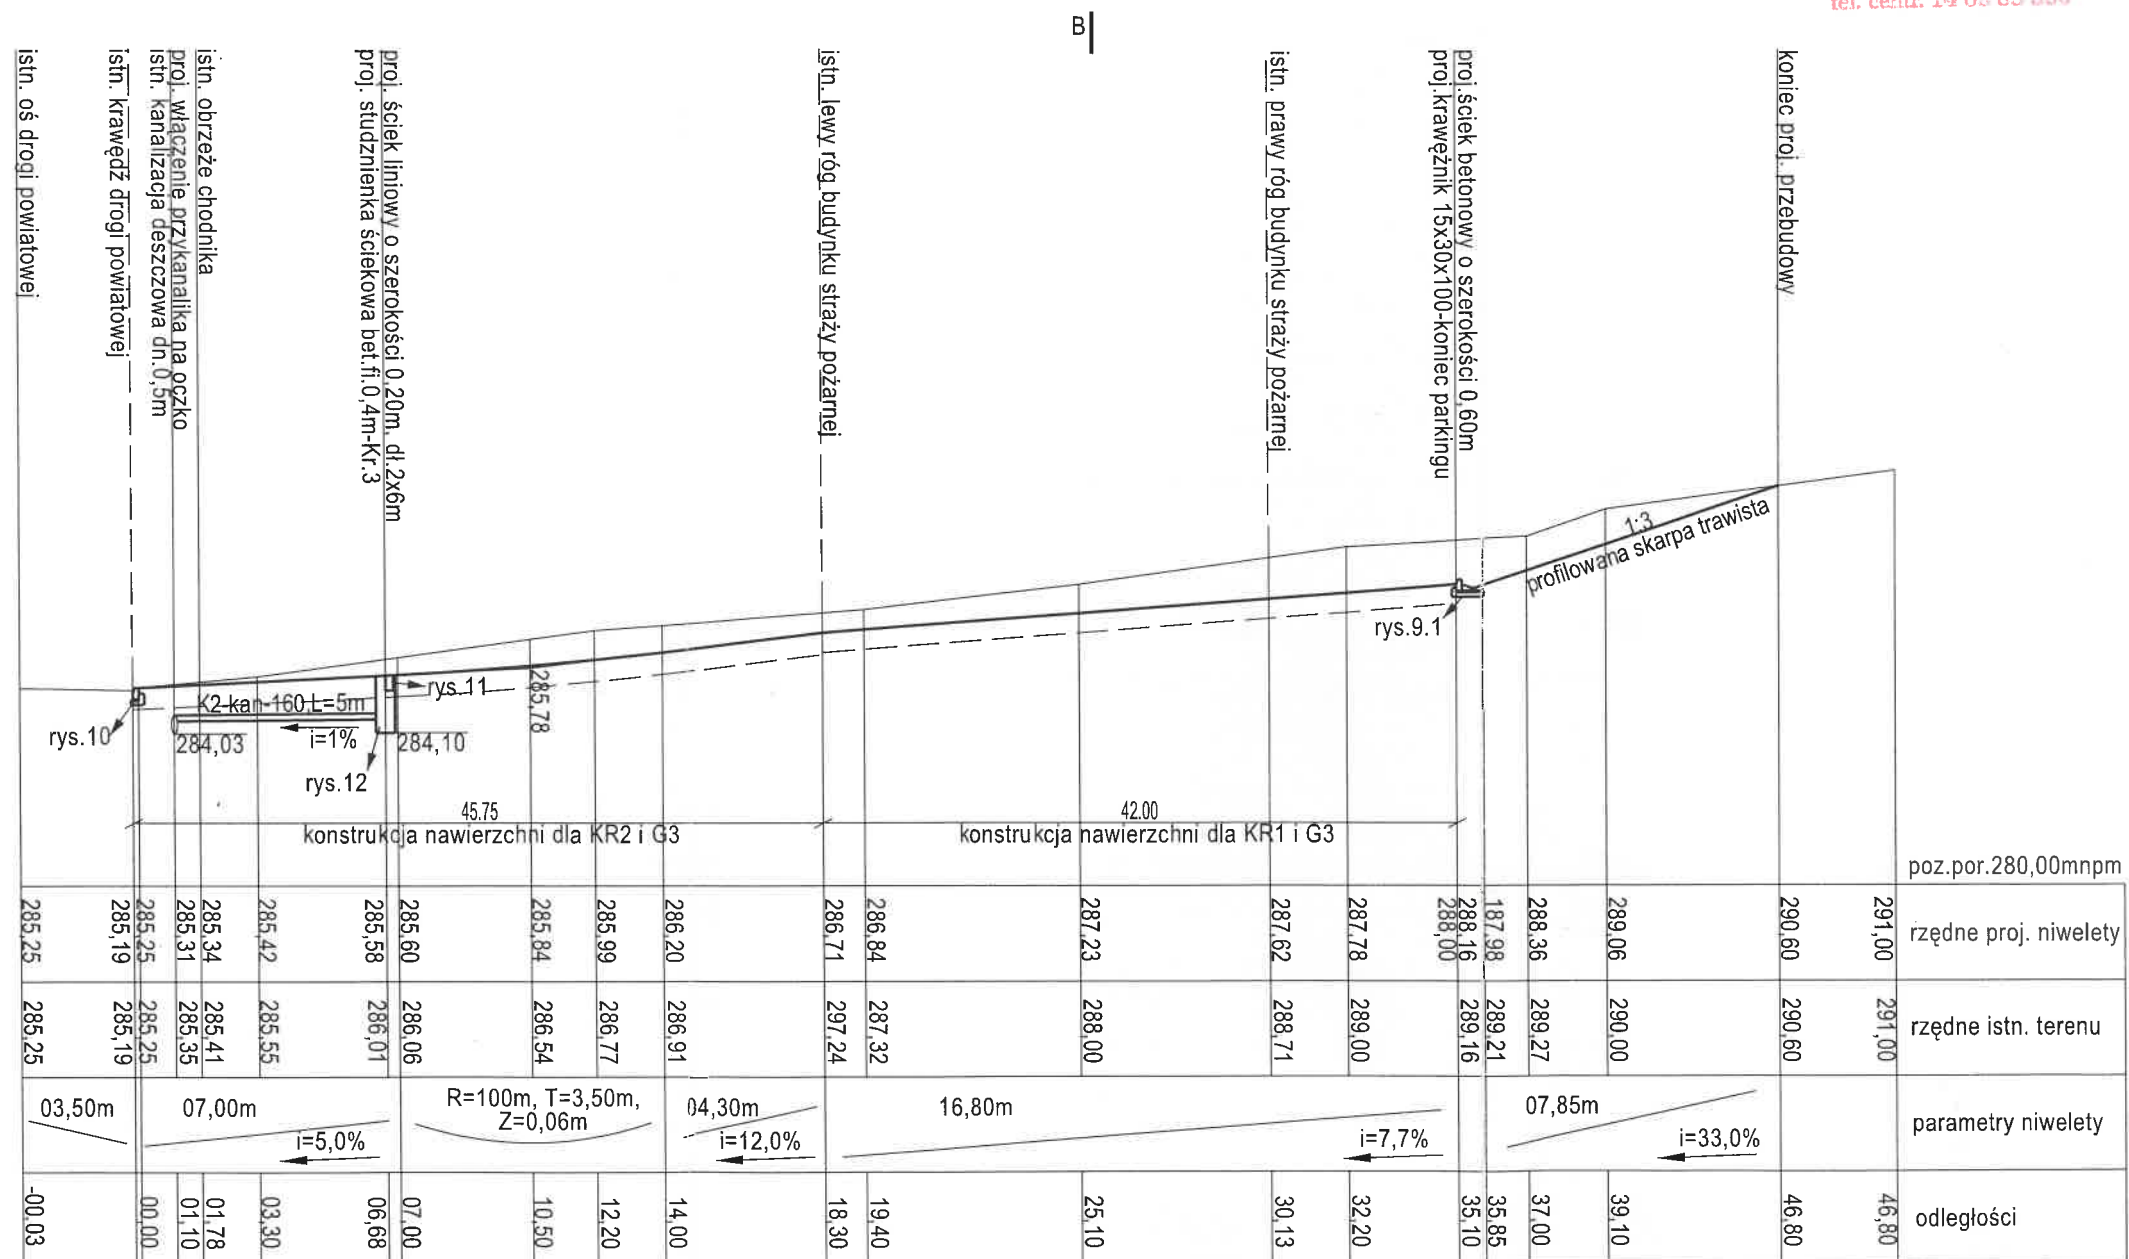 B
istn. oś drogi powiatowej
istn. krawędź drogi powiatowej
istn. kanalizacja deszczowa dn.0,5m
proj. włączenie przykanalika na oczko
istn. obrzeże chodnika
proj. studznienka ściekowa bet.fi.0,4m-Kr.3
proj. ściek liniowy o szerokości 0,20m, dł.2x6m
istn. lewy róg budynku straży pożarnej
istn. prawy róg budynku straży pożarnej
proj.krawężnik 15x30x100-koniec parkingu
proj.ściek betonowy o szerokości 0,60m
koniec proj. przebudowy
1:3
profilowana skarpa trawista
rys.9.1
rys.11
285,78
K2-kan-160,L=5m
rys.10
284,03
i=1%
284,10
rys.12
45.75
konstrukcja nawierzchni dla KR2 i G3
42.00
konstrukcja nawierzchni dla KR1 i G3
poz.por.280,00mnpm
285,25
285,19
285,25
285,31
285,34
285,42
285,58
285,60
285,84
285,99
286,20
286,71
286,84
287,23
287,62
287,78
288,00
288,16
187,98
288,36
289,06
290,60
291,00
rzędne proj. niwelety
285,25
285,19
285,25
285,35
285,41
285,55
286,01
286,06
286,54
286,77
286,91
297,24
287,32
288,00
288,71
289,00
289,16
289,21
289,27
290,00
290,60
291,00
rzędne istn. terenu
03,50m
07,00m
i=5,0%
R=100m, T=3,50m,
Z=0,06m
04,30m
i=12,0%
16,80m
i=7,7%
07,85m
i=33,0%
parametry niwelety
-00,03
00,00
01,10
01,78
03,30
06,68
07,00
10,50
12,20
14,00
18,30
19,40
25,10
30,13
32,20
35,10
35,85
37,00
39,10
46,80
46,80
odległości